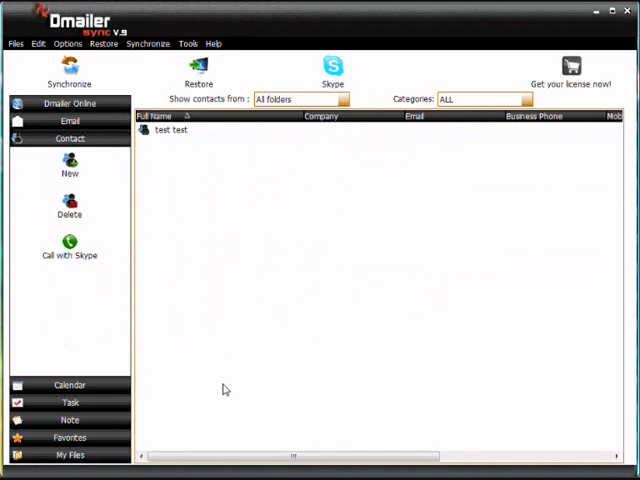 Dmailer
sync v.9
Files Edit Options Restore Synchronize Tools Help
Synchronize Restore Skype Get your license now!
Show contacts from : All folders Categories: ALL
Dmailer Online
Email
Contact
New
Delete
Call with Skype
Calendar
Task
Note
Favorites
My Files
Full Name Company Email Business Phone Mob
test test